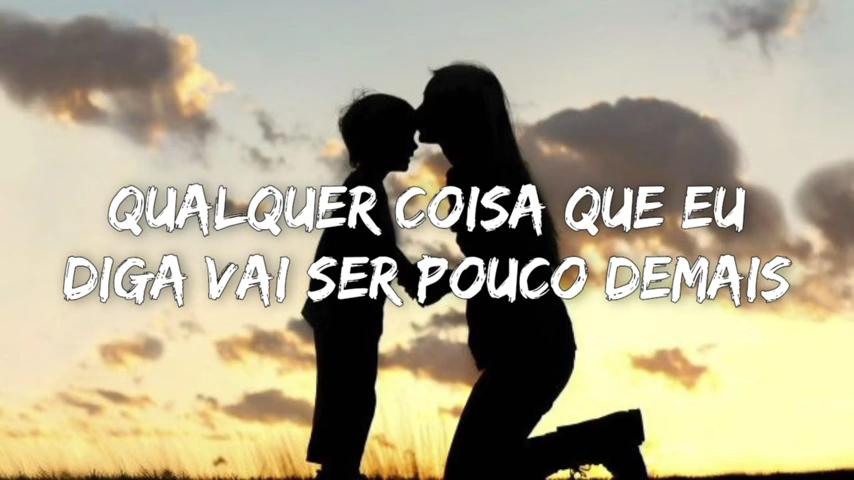 QUALQUER COISA QUE EU
DIGA VAI SER POUCO DEMAIS